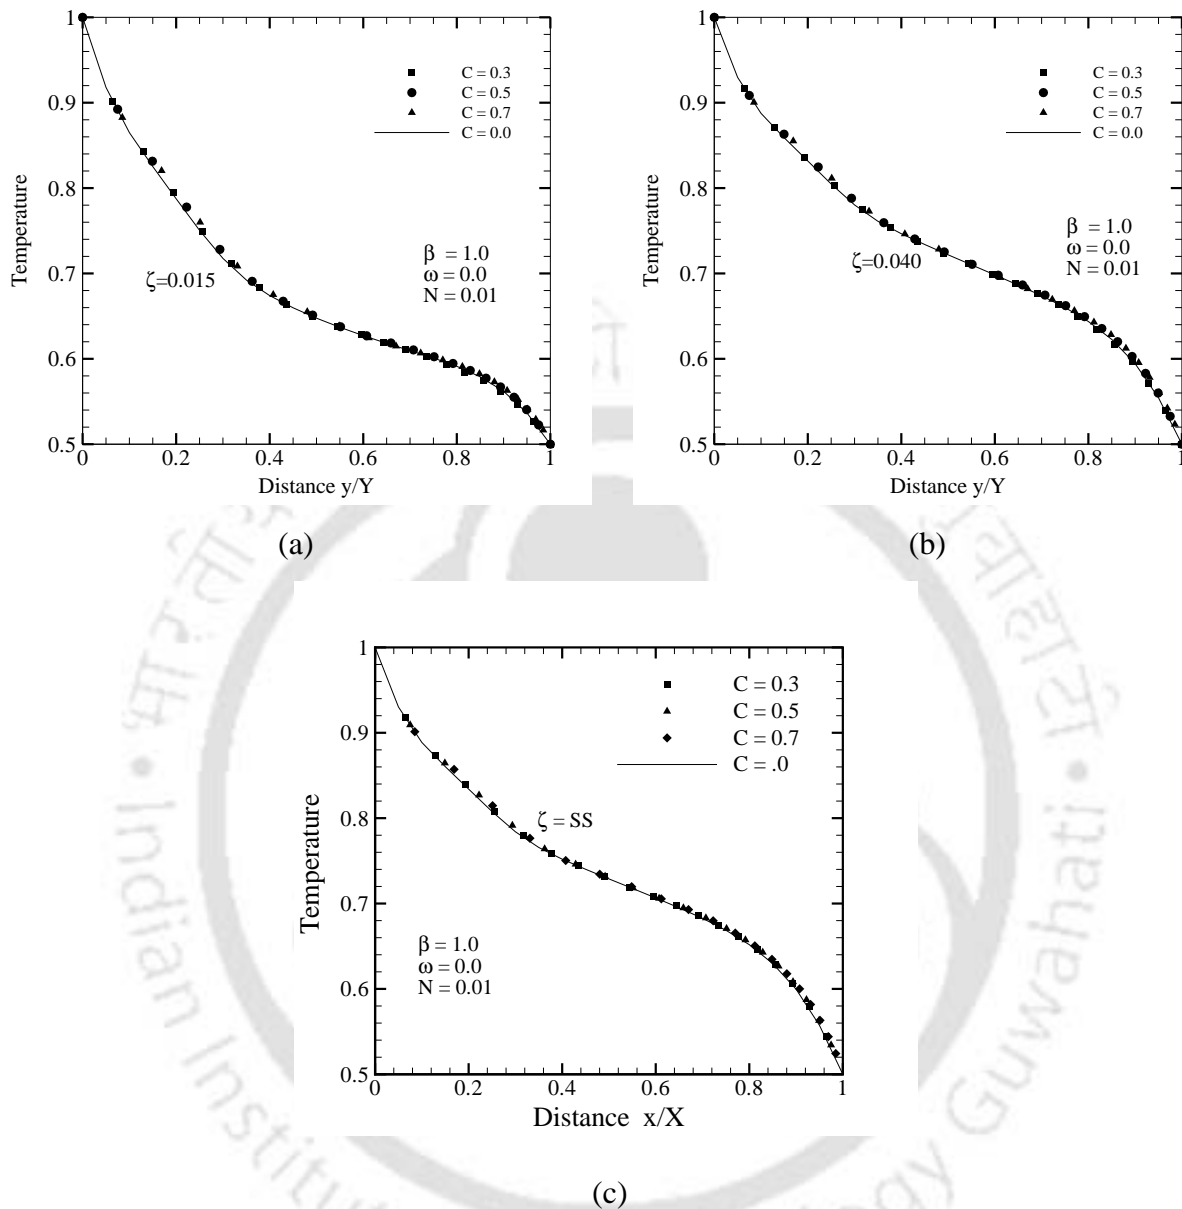 1
0.9
0.8
0.7
0.6
0.5
0
0.2
0.4
0.6
0.8
1
Temperature
Distance y/Y
C = 0.3
C = 0.5
C = 0.7
C = 0.0
ζ=0.015
β = 1.0
ω = 0.0
N = 0.01
(a)
1
0.9
0.8
0.7
0.6
0.5
0
0.2
0.4
0.6
0.8
1
Temperature
Distance y/Y
C = 0.3
C = 0.5
C = 0.7
C = 0.0
ζ=0.040
β = 1.0
ω = 0.0
N = 0.01
(b)
1
0.9
0.8
0.7
0.6
0.5
0
0.2
0.4
0.6
0.8
1
Temperature
Distance x/X
C = 0.3
C = 0.5
C = 0.7
C = .0
ζ = SS
β = 1.0
ω = 0.0
N = 0.01
(c)
Indian
Guwahati